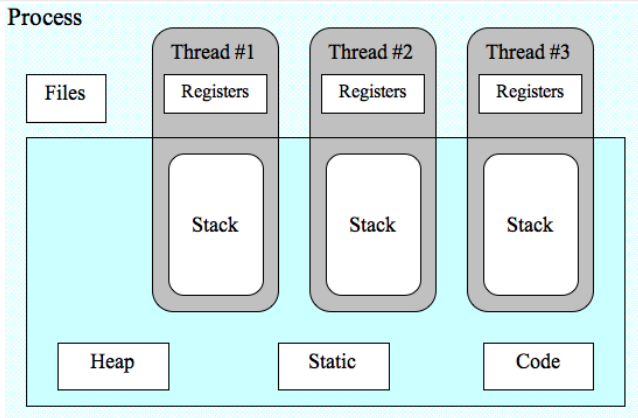 Process
Thread #1
Thread #2
Thread #3
Files
Registers
Registers
Registers
Stack
Stack
Stack
Heap
Static
Code